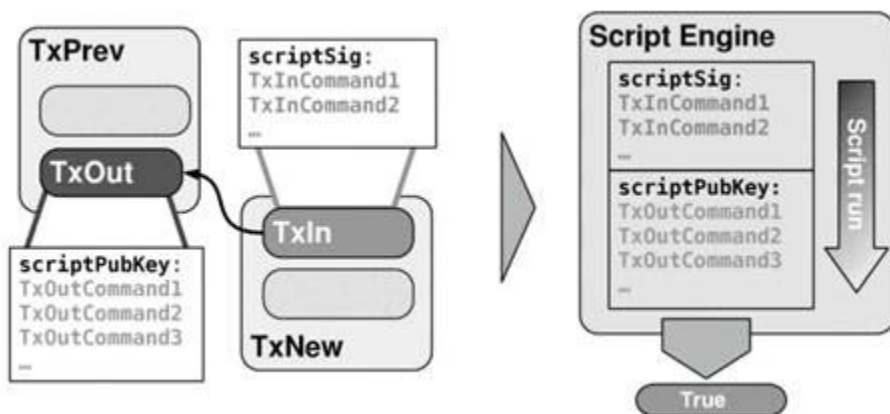 TxPrev
TxOut
scriptPubKey:
TxOutCommand1
TxOutCommand2
TxOutCommand3
…
scriptSig:
TxInCommand1
TxInCommand2
…
TxIn
TxNew
Script Engine
scriptSig:
TxInCommand1
TxInCommand2
…
scriptPubKey:
TxOutCommand1
TxOutCommand2
TxOutCommand3
…
Script run
True